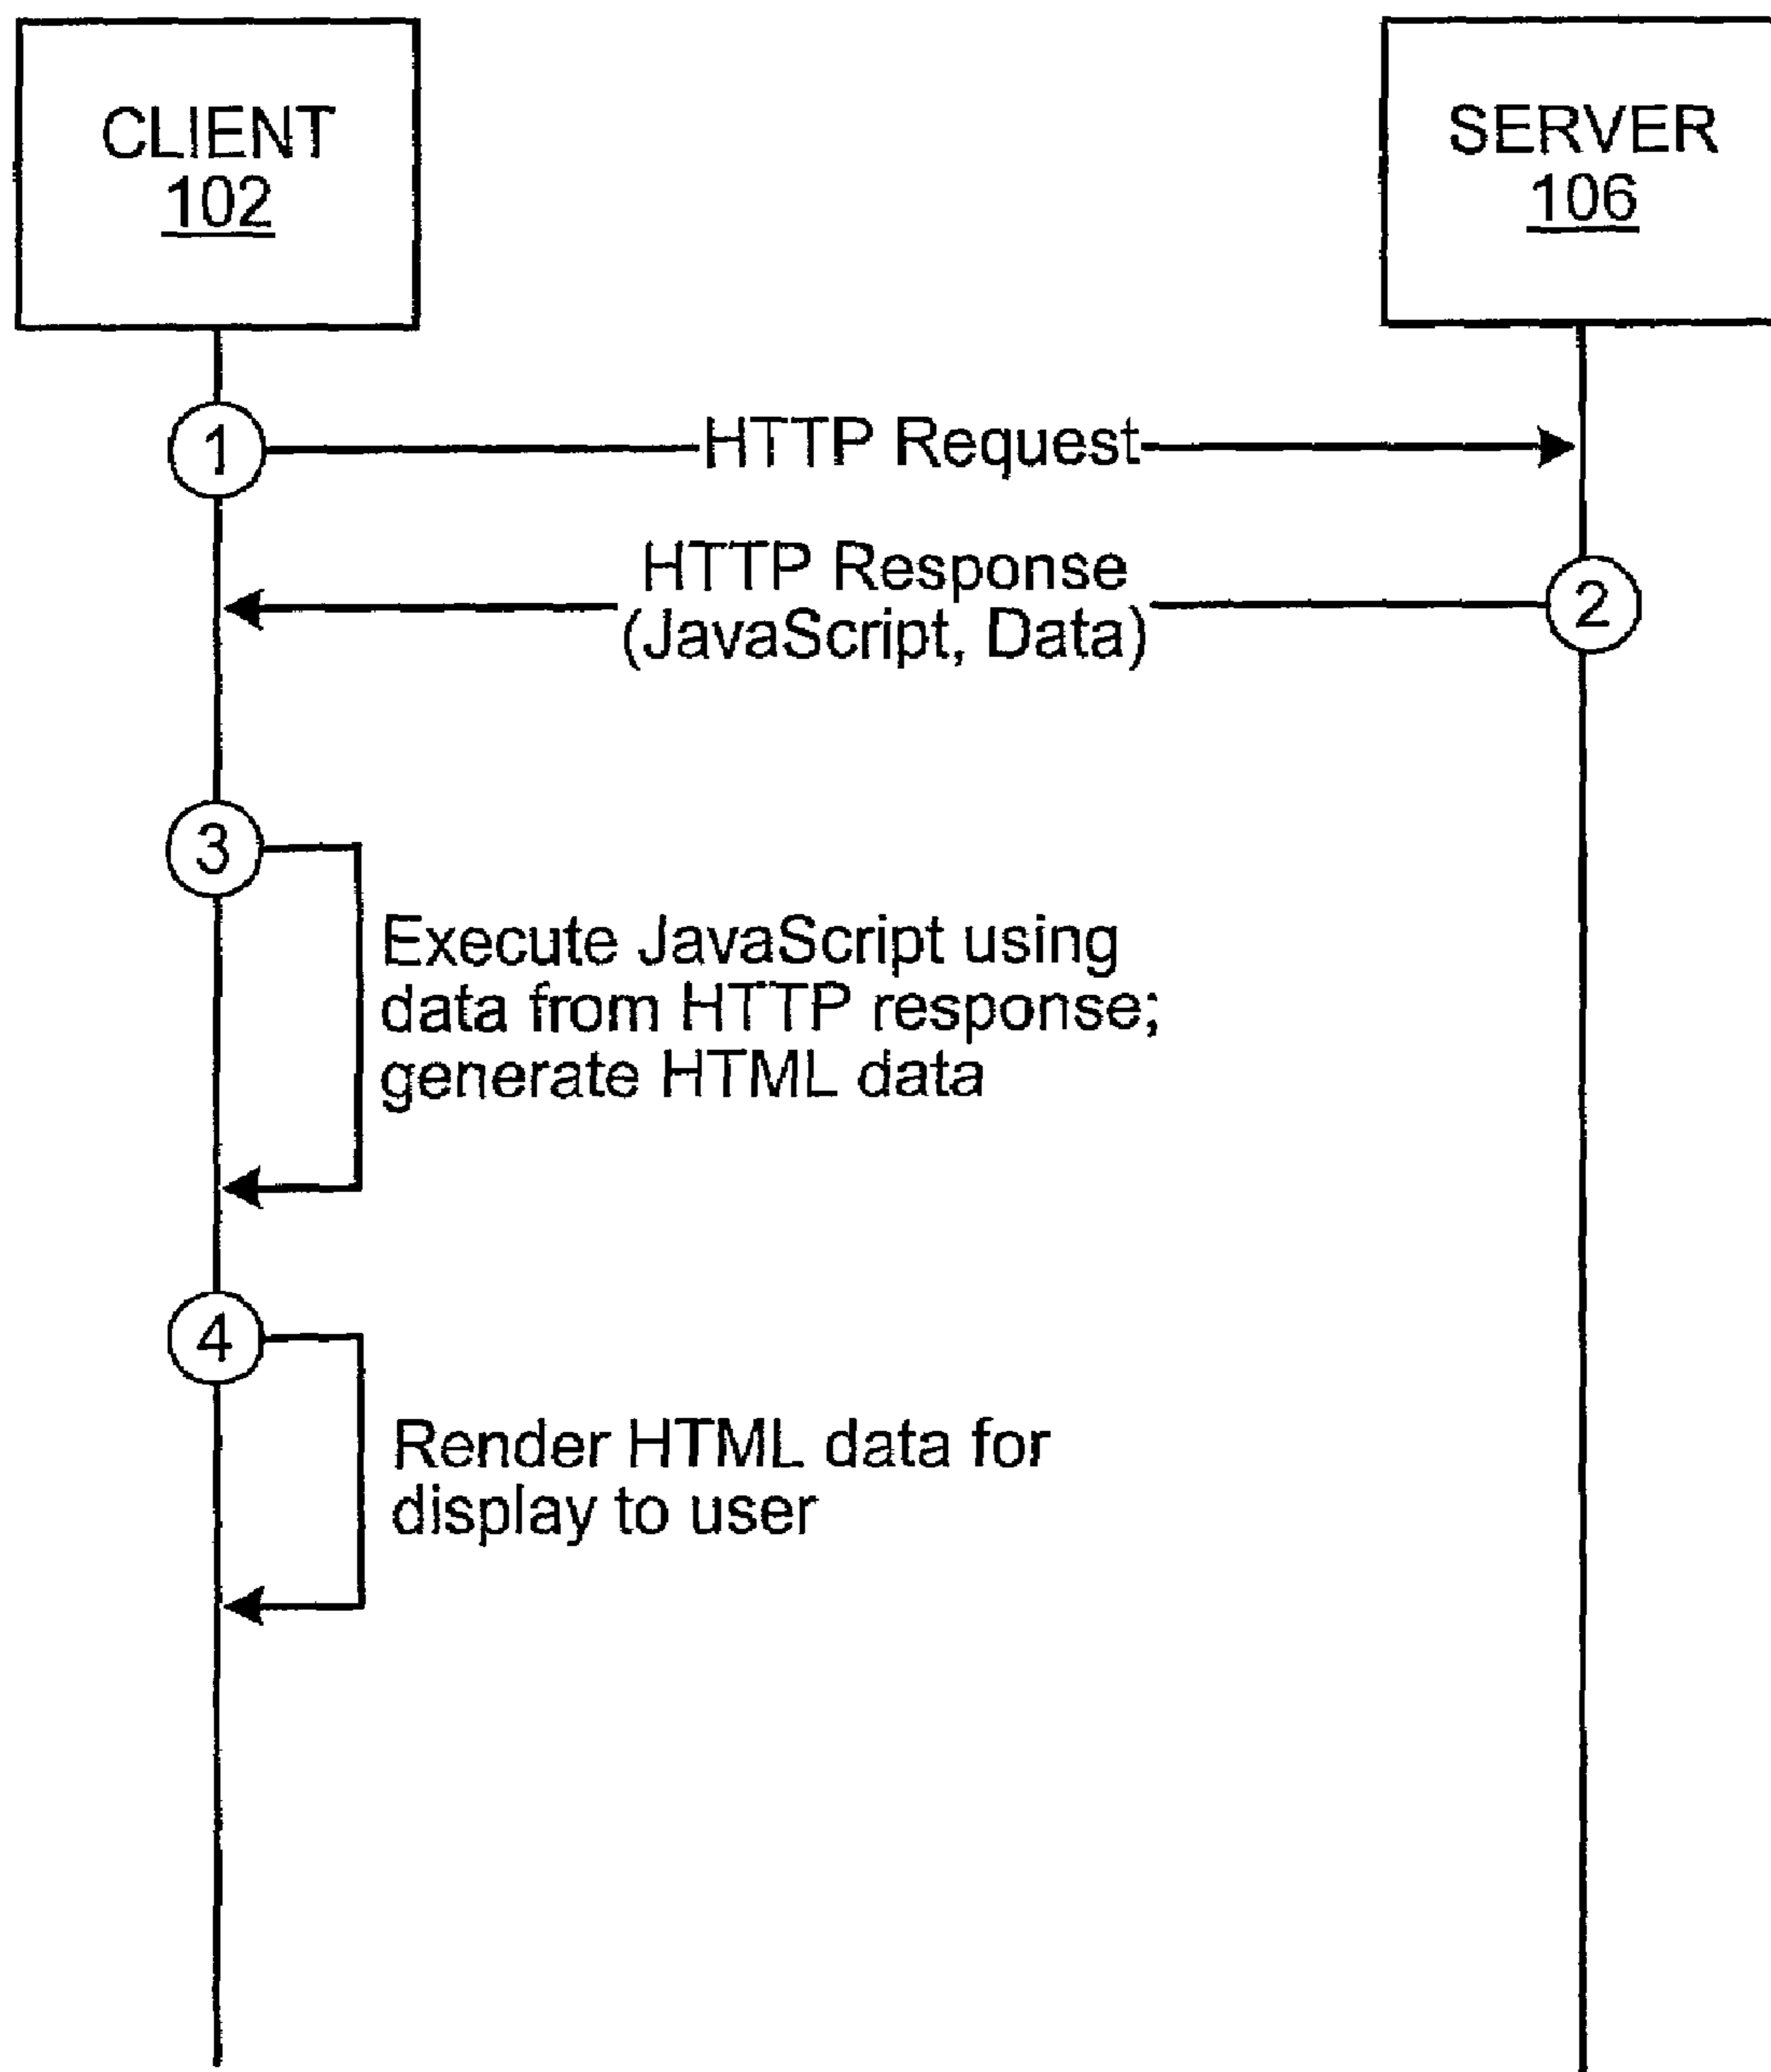 CLIENT
102
SERVER
106
1
HTTP Request
HTTP Response
(JavaScript, Data)
2
3
Execute JavaScript using
data from HTTP response;
generate HTML data
4
Render HTML data for
display to user